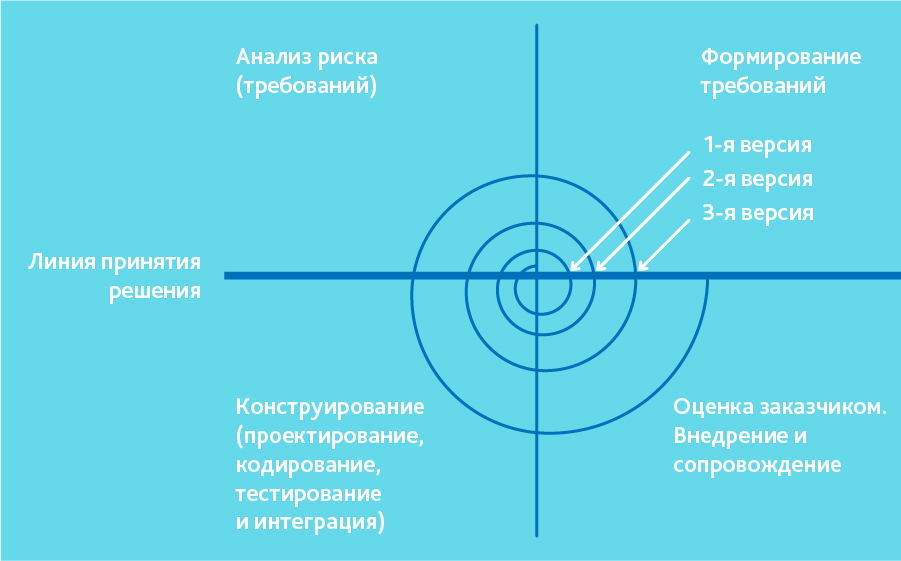 Анализ риска
(требований)
Формирование
требований
1-я версия
2-я версия
3-я версия
Линия принятия
решения
Конструирование
(проектирование,
кодирование,
тестирование
и интеграция)
Оценка заказчиком.
Внедрение и
сопровождение